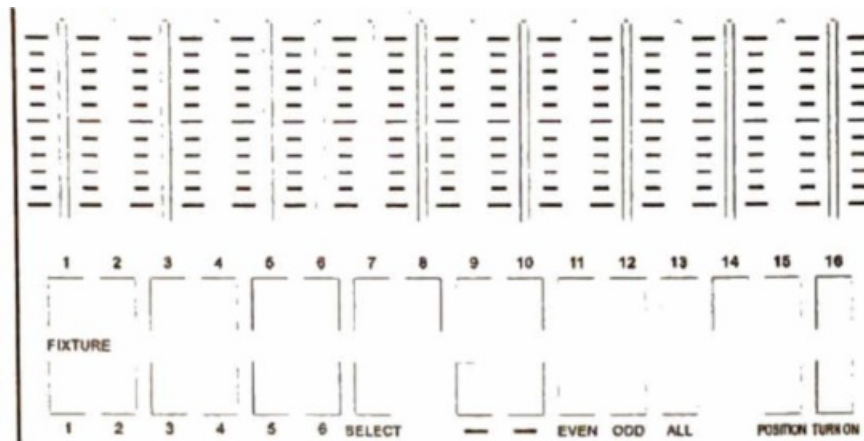 1 2 3 4 5 6 7 8 9 10 11 12 13 14 15 16
FIXTURE
1 2 3 4 5 6 SELECT — — EVEN ODD ALL POSITION TURN ON